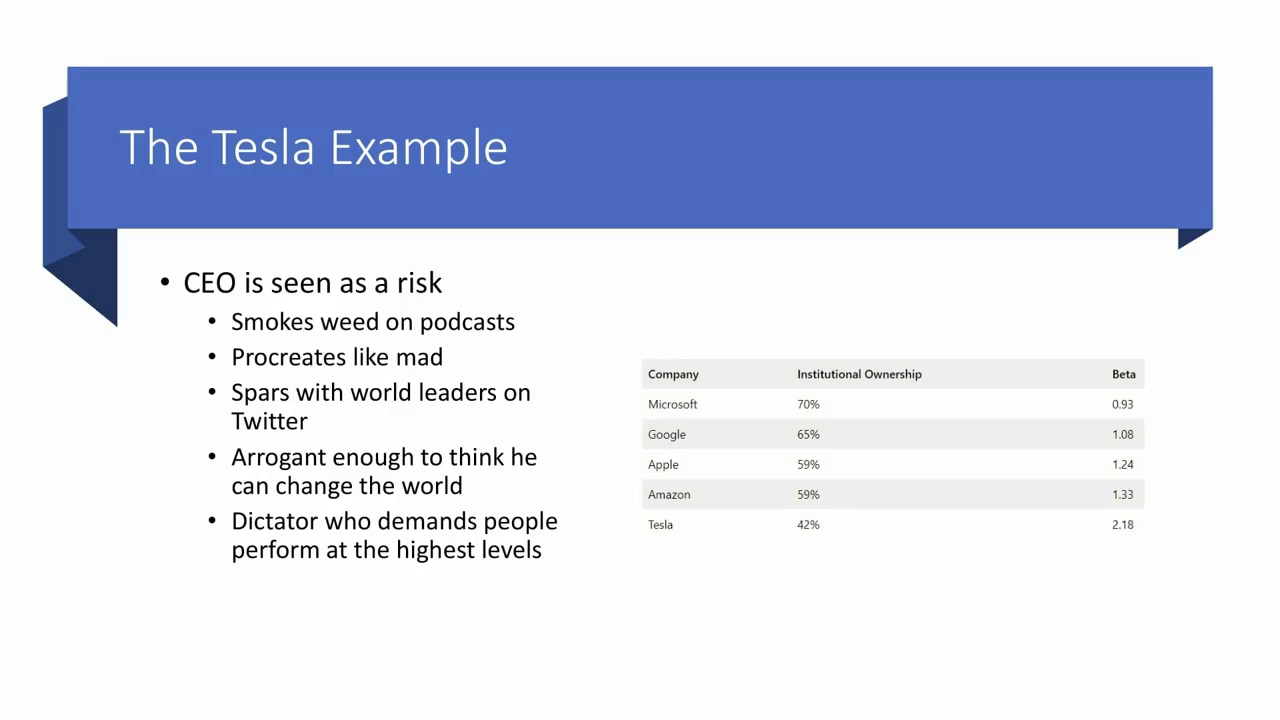 The Tesla Example
• CEO is seen as a risk
• Smokes weed on podcasts
• Procreates like mad
• Spars with world leaders on
Twitter
• Arrogant enough to think he
can change the world
• Dictator who demands people
perform at the highest levels
Company Institutional Ownership Beta
Microsoft 70% 0.93
Google 65% 1.08
Apple 59% 1.24
Amazon 59% 1.33
Tesla 42% 2.18